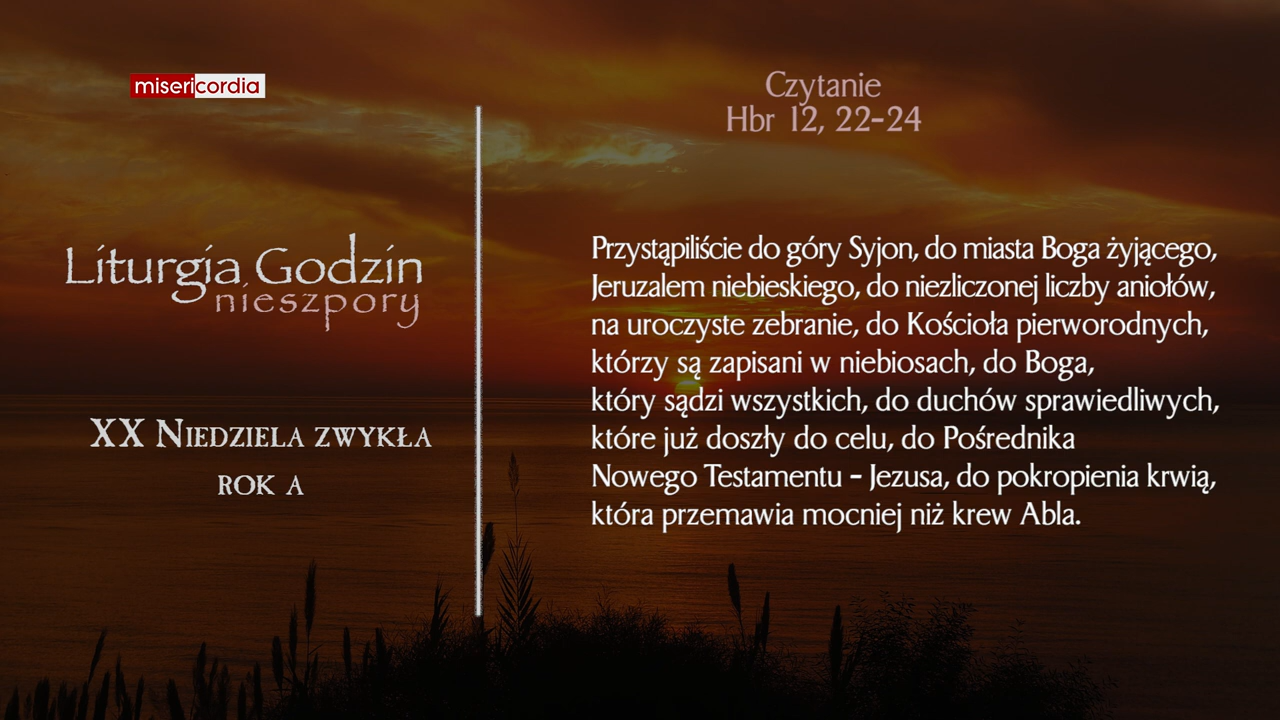 misericordia
Liturgia Godzin
nieszpory
XX Niedziela zwykła
rok A
Czytanie
Hbr 12, 22-24
Przystąpiliście do góry Syjon, do miasta Boga żyjącego,
Jeruzalem niebieskiego, do niezliczonej liczby aniołów,
na uroczyste zebranie, do Kościoła pierworodnych,
którzy są zapisani w niebiosach, do Boga,
który sądzi wszystkich, do duchów sprawiedliwych,
które już doszły do celu, do Pośrednika
Nowego Testamentu - Jezusa, do pokropienia krwią,
która przemawia mocniej niż krew Abla.